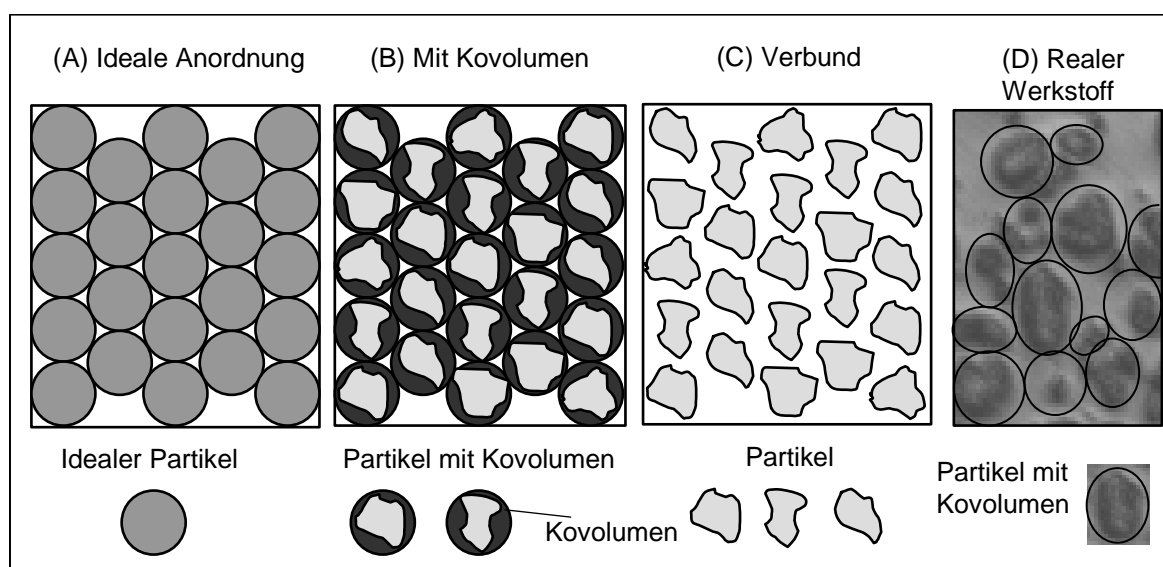 (A) Ideale Anordnung
(B) Mit Kovolumen
(C) Verbund
(D) Realer
Werkstoff
Idealer Partikel
Partikel mit Kovolumen
Kovolumen
Partikel
Partikel mit
Kovolumen